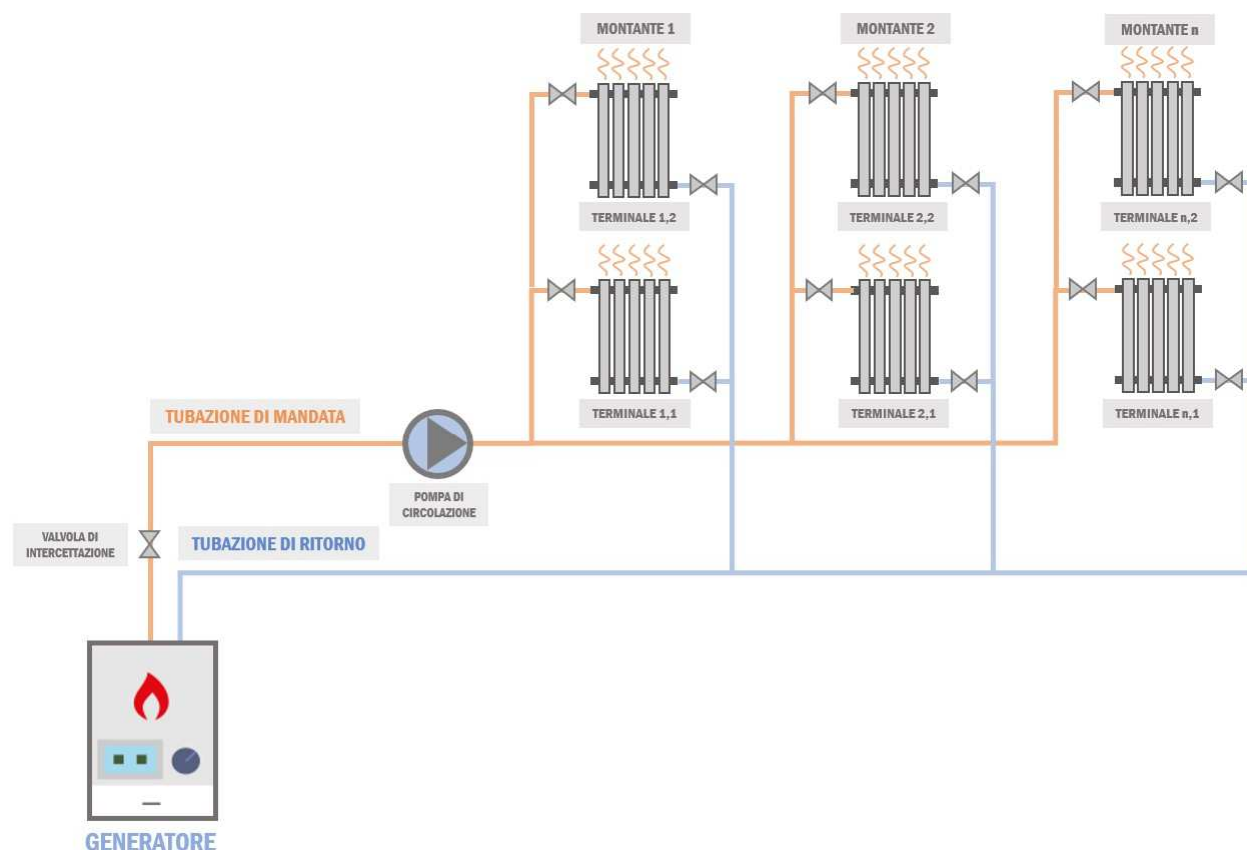 MONTANTE 1
MONTANTE 2
MONTANTE n
TERMINALE 1,2
TERMINALE 2,2
TERMINALE n,2
TERMINALE 1,1
TERMINALE 2,1
TERMINALE n,1
TUBAZIONE DI MANDATA
POMPA DI
CIRCOLAZIONE
VALVOLA DI
INTERCETTAZIONE
TUBAZIONE DI RITORNO
GENERATORE